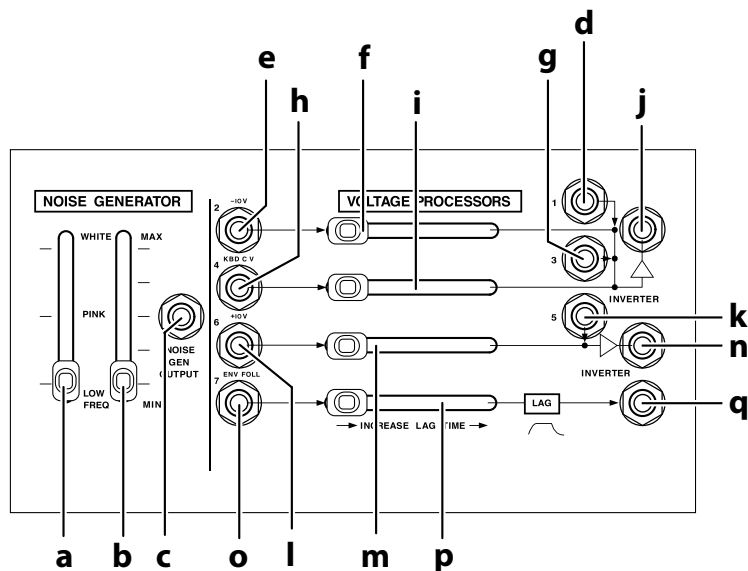 d
e f g
h i j
NOISE GENERATOR VOLTAGE PROCESSORS
2 -10V 1
WHITE MAX
4 KBD C V 3
INVERTER
PINK 6 +10V 5
k
n
NOISE
GEN
OUTPUT
INVERTER
7 ENV FOLL
LOW
FREQ
MIN
LAG
q
INCREASE LAG TIME
a b c o l m p